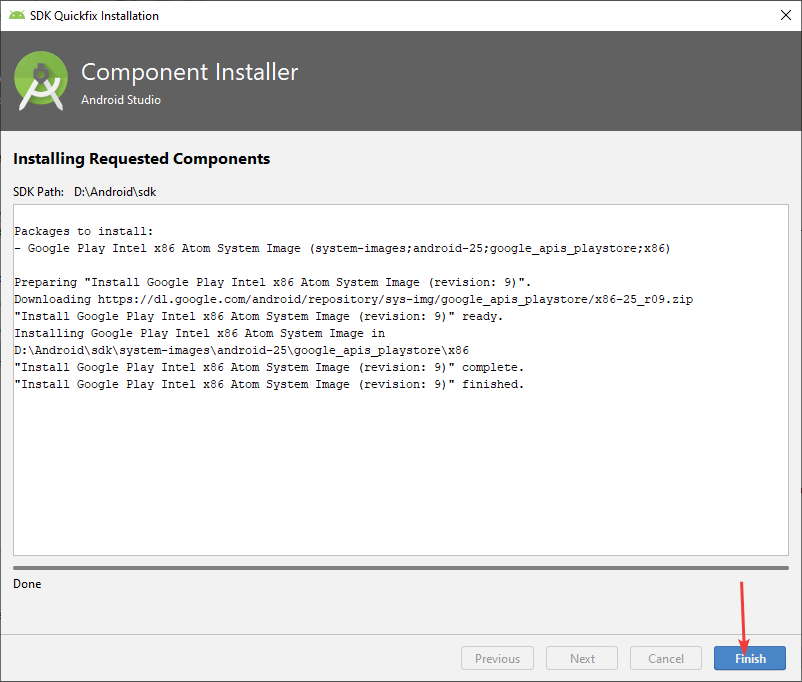 SDK Quickfix Installation
Component Installer
Android Studio
Installing Requested Components
SDK Path: D:\Android\sdk
Packages to install:
- Google Play Intel x86 Atom System Image (system-images;android-25;google_apis_playstore;x86)
Preparing "Install Google Play Intel x86 Atom System Image (revision: 9)".
Downloading https://dl.google.com/android/repository/sys-img/google_apis_playstore/x86-25_r09.zip
"Install Google Play Intel x86 Atom System Image (revision: 9)" ready.
Installing Google Play Intel x86 Atom System Image in
D:\Android\sdk\system-images\android-25\google_apis_playstore\x86
"Install Google Play Intel x86 Atom System Image (revision: 9)" complete.
"Install Google Play Intel x86 Atom System Image (revision: 9)" finished.
Done
Previous Next Cancel Finish